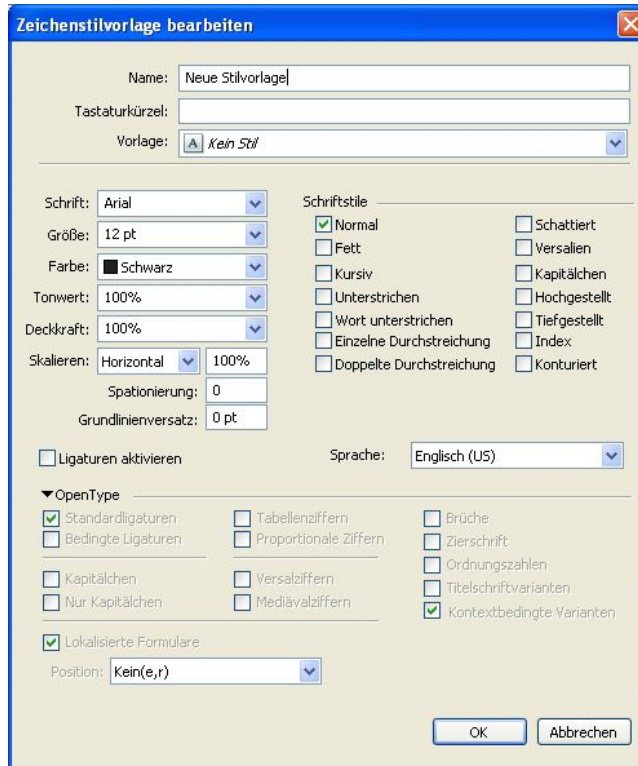 Zeichenstilvorlage bearbeiten
Name: Neue Stilvorlage
Tastaturkürzel:
Vorlage: A Kein Stil
Schrift: Arial
Größe: 12 pt
Farbe: Schwarz
Tonwert: 100%
Deckkraft: 100%
Skalieren: Horizontal 100%
Spationierung: 0
Grundlinienversatz: 0 pt
Schriftstile
Normal Schattiert
Fett Versalien
Kursiv Kapitälchen
Unterstrichen Hochgestellt
Wort unterstrichen Tiefgestellt
Einzelne Durchstreichung Index
Doppelte Durchstreichung Konturiert
Ligaturen aktivieren Sprache: Englisch (US)
OpenType
Standardligaturen Tabellenziffern Brüche
Bedingte Ligaturen Proportionale Ziffern Zierschrift
Ordnungszahlen
Kapitälchen Versalziffern Titelschriftvarianten
Nur Kapitälchen Mediävalziffern Kontextbedingte Varianten
Lokalisierte Formulare
Position: Kein(e,r)
OK Abbrechen